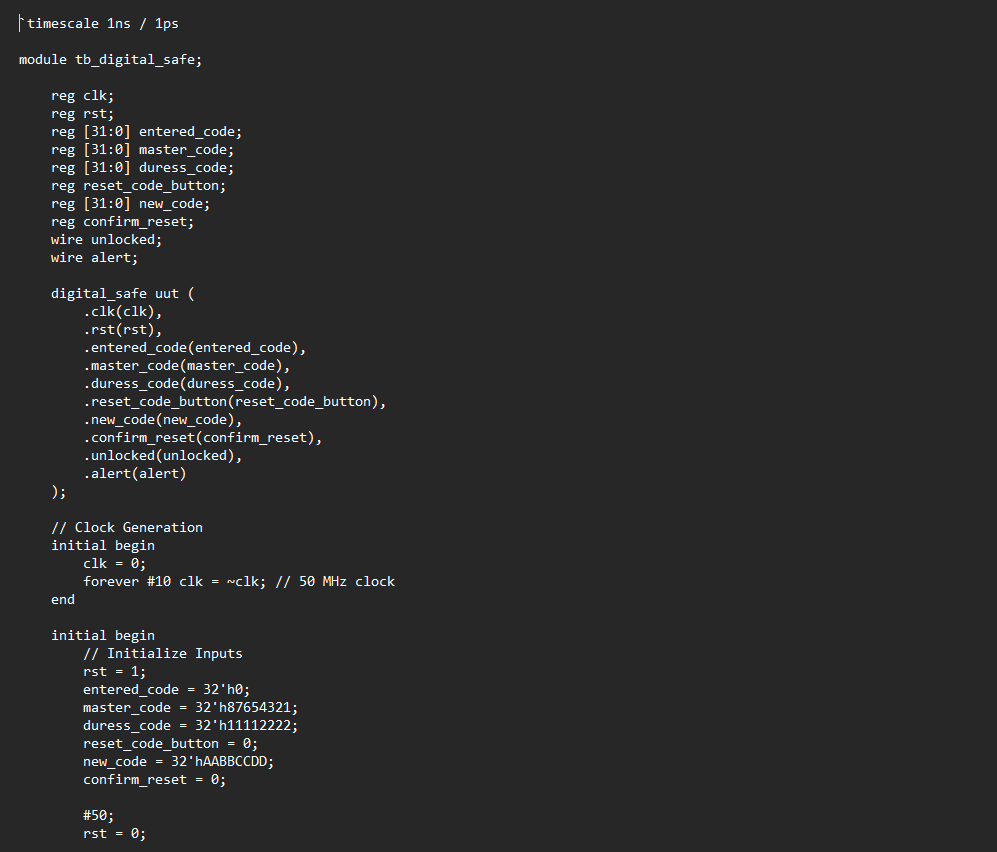 `timescale 1ns / 1ps
module tb_digital_safe;
reg clk;
reg rst;
reg [31:0] entered_code;
reg [31:0] master_code;
reg [31:0] duress_code;
reg reset_code_button;
reg [31:0] new_code;
reg confirm_reset;
wire unlocked;
wire alert;
digital_safe uut (
.clk(clk),
.rst(rst),
.entered_code(entered_code),
.master_code(master_code),
.duress_code(duress_code),
.reset_code_button(reset_code_button),
.new_code(new_code),
.confirm_reset(confirm_reset),
.unlocked(unlocked),
.alert(alert)
);
// Clock Generation
initial begin
clk = 0;
forever #10 clk = ~clk; // 50 MHz clock
end
initial begin
// Initialize Inputs
rst = 1;
entered_code = 32'h0;
master_code = 32'h87654321;
duress_code = 32'h11112222;
reset_code_button = 0;
new_code = 32'hAABBCCDD;
confirm_reset = 0;
#50;
rst = 0;